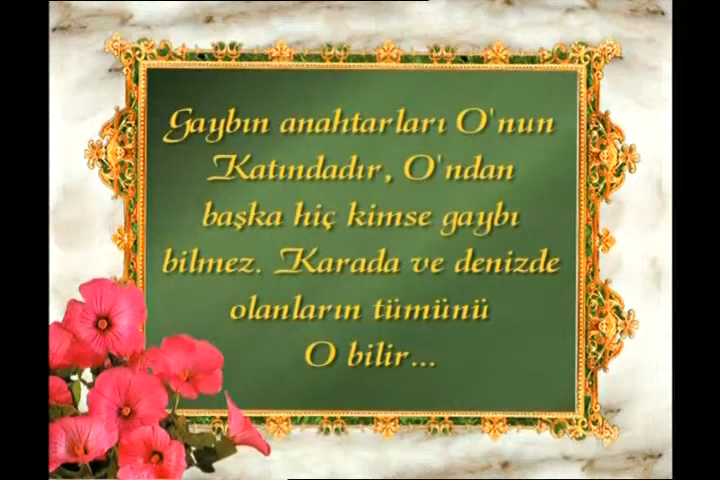 Gaybın anahtarları O'nun
Katındadır, O'ndan
başka hiç kimse gaybı
bilmez. Karada ve denizde
olanların tümünü
O bilir...